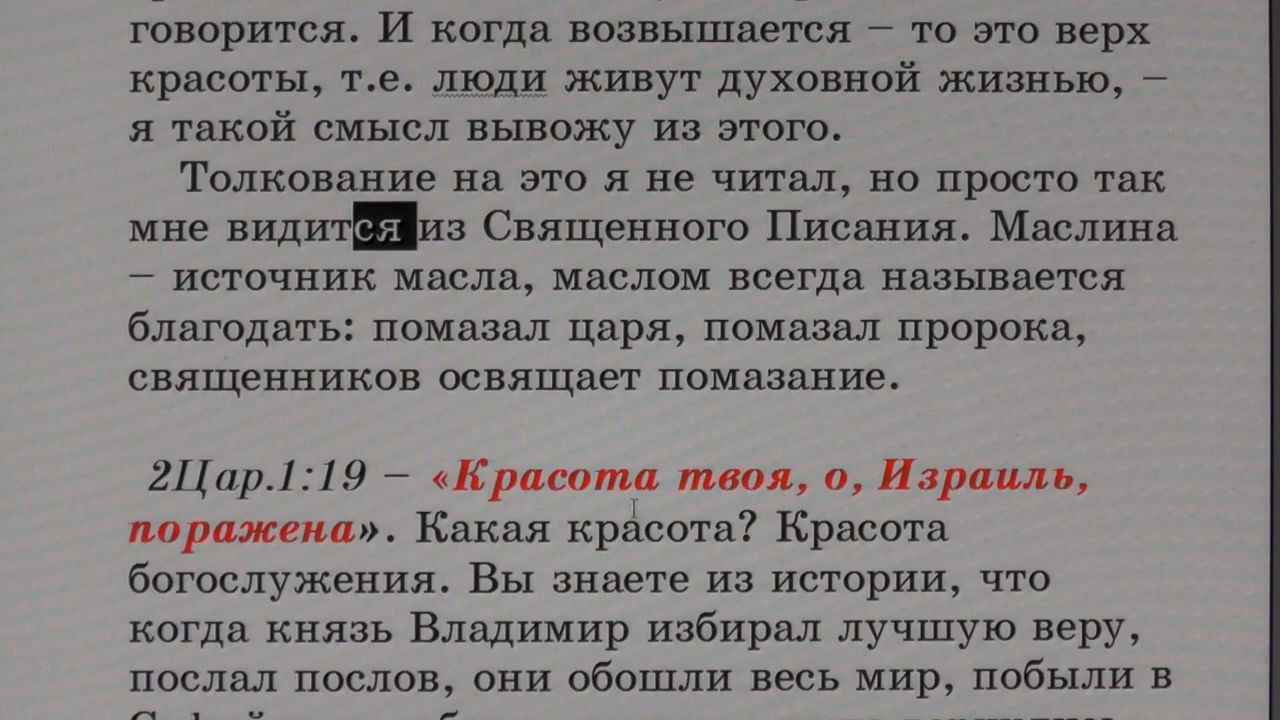 говорится. И когда возвышается – то это верх
красоты, т.е. люди живут духовной жизнью, –
я такой смысл вывожу из этого.
Толкование на это я не читал, но просто так
мне видится из Священного Писания. Маслина
– источник масла, маслом всегда называется
благодать: помазал царя, помазал пророка,
священников освящает помазание.
2Цар.1:19 – «Красота твоя, о, Израиль,
поражена». Какая красота? Красота
богослужения. Вы знаете из истории, что
когда князь Владимир избирал лучшую веру,
послал послов, они обошли весь мир, побыли в